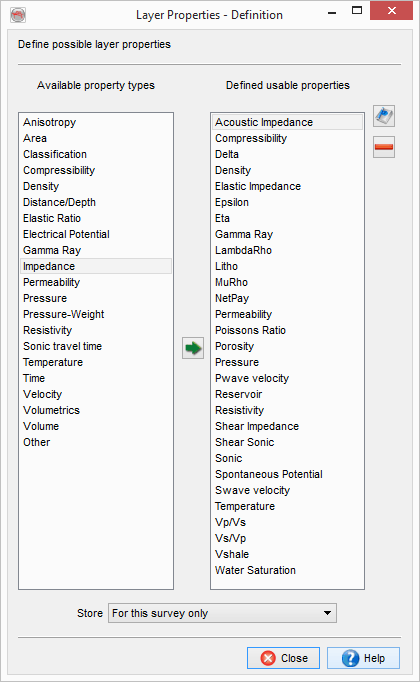 Layer Properties - Definition
Define possible layer properties
Available property types
Anisotropy
Area
Classification
Compressibility
Density
Distance/Depth
Elastic Ratio
Electrical Potential
Gamma Ray
Impedance
Permeability
Pressure
Pressure-Weight
Resistivity
Sonic travel time
Temperature
Time
Velocity
Volumetrics
Volume
Other
Defined usable properties
Acoustic Impedance
Compressibility
Delta
Density
Elastic Impedance
Epsilon
Eta
Gamma Ray
LambdaRho
Litho
MuRho
NetPay
Permeability
Poissons Ratio
Porosity
Pressure
Pwave velocity
Reservoir
Resistivity
Shear Impedance
Shear Sonic
Sonic
Spontaneous Potential
Swave velocity
Temperature
Vp/Vs
Vs/Vp
Vshale
Water Saturation
Store For this survey only
Close Help